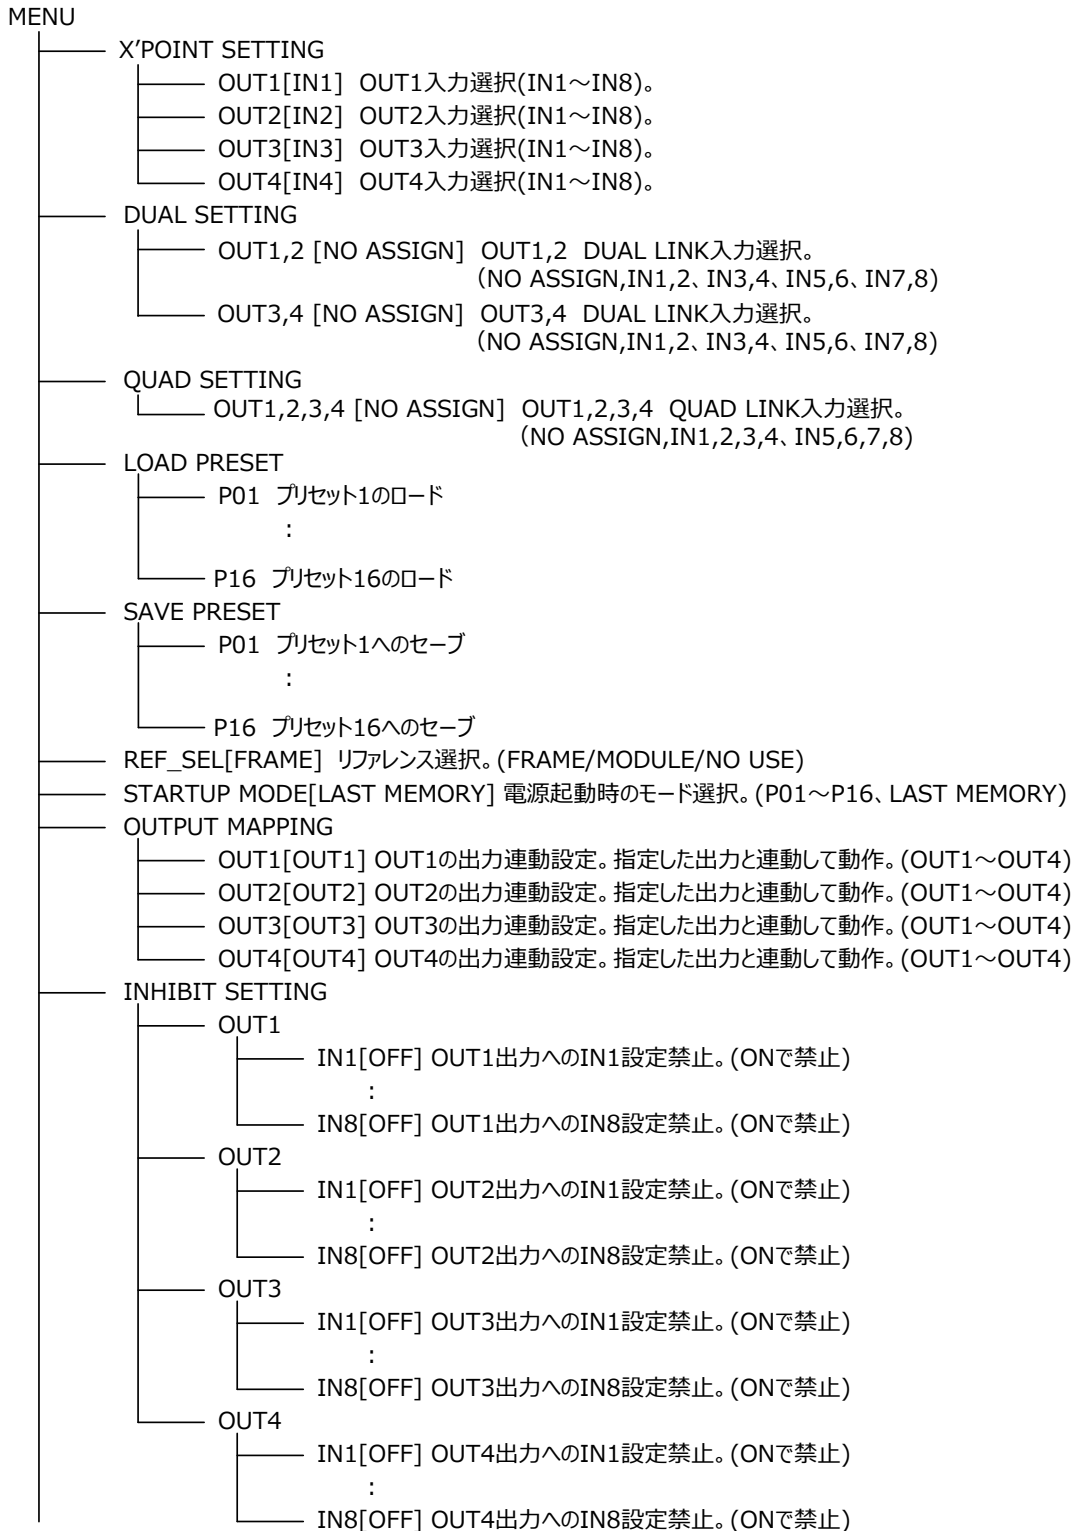 MENU
X’POINT SETTING
OUT1[IN1] OUT1入力選択(IN1～IN8)。
OUT2[IN2] OUT2入力選択(IN1～IN8)。
OUT3[IN3] OUT3入力選択(IN1～IN8)。
OUT4[IN4] OUT4入力選択(IN1～IN8)。
DUAL SETTING
OUT1,2 [NO ASSIGN] OUT1,2 DUAL LINK入力選択。
（NO ASSIGN,IN1,2、IN3,4、IN5,6、IN7,8)
OUT3,4 [NO ASSIGN] OUT3,4 DUAL LINK入力選択。
（NO ASSIGN,IN1,2、IN3,4、IN5,6、IN7,8)
QUAD SETTING
OUT1,2,3,4 [NO ASSIGN] OUT1,2,3,4 QUAD LINK入力選択。
（NO ASSIGN,IN1,2,3,4、IN5,6,7,8)
LOAD PRESET
P01 プリセット1のロード
：
P16 プリセット16のロード
SAVE PRESET
P01 プリセット1へのセーブ
：
P16 プリセット16へのセーブ
REF_SEL[FRAME] リファレンス選択。(FRAME/MODULE/NO USE)
STARTUP MODE[LAST MEMORY] 電源起動時のモード選択。(P01～P16、LAST MEMORY)
OUTPUT MAPPING
OUT1[OUT1] OUT1の出力連動設定。指定した出力と連動して動作。(OUT1～OUT4)
OUT2[OUT2] OUT2の出力連動設定。指定した出力と連動して動作。(OUT1～OUT4)
OUT3[OUT3] OUT3の出力連動設定。指定した出力と連動して動作。(OUT1～OUT4)
OUT4[OUT4] OUT4の出力連動設定。指定した出力と連動して動作。(OUT1～OUT4)
INHIBIT SETTING
OUT1
IN1[OFF] OUT1出力へのIN1設定禁止。(ONで禁止)
：
IN8[OFF] OUT1出力へのIN8設定禁止。(ONで禁止)
OUT2
IN1[OFF] OUT2出力へのIN1設定禁止。(ONで禁止)
：
IN8[OFF] OUT2出力へのIN8設定禁止。(ONで禁止)
OUT3
IN1[OFF] OUT3出力へのIN1設定禁止。(ONで禁止)
：
IN8[OFF] OUT3出力へのIN8設定禁止。(ONで禁止)
OUT4
IN1[OFF] OUT4出力へのIN1設定禁止。(ONで禁止)
：
IN8[OFF] OUT4出力へのIN8設定禁止。(ONで禁止)